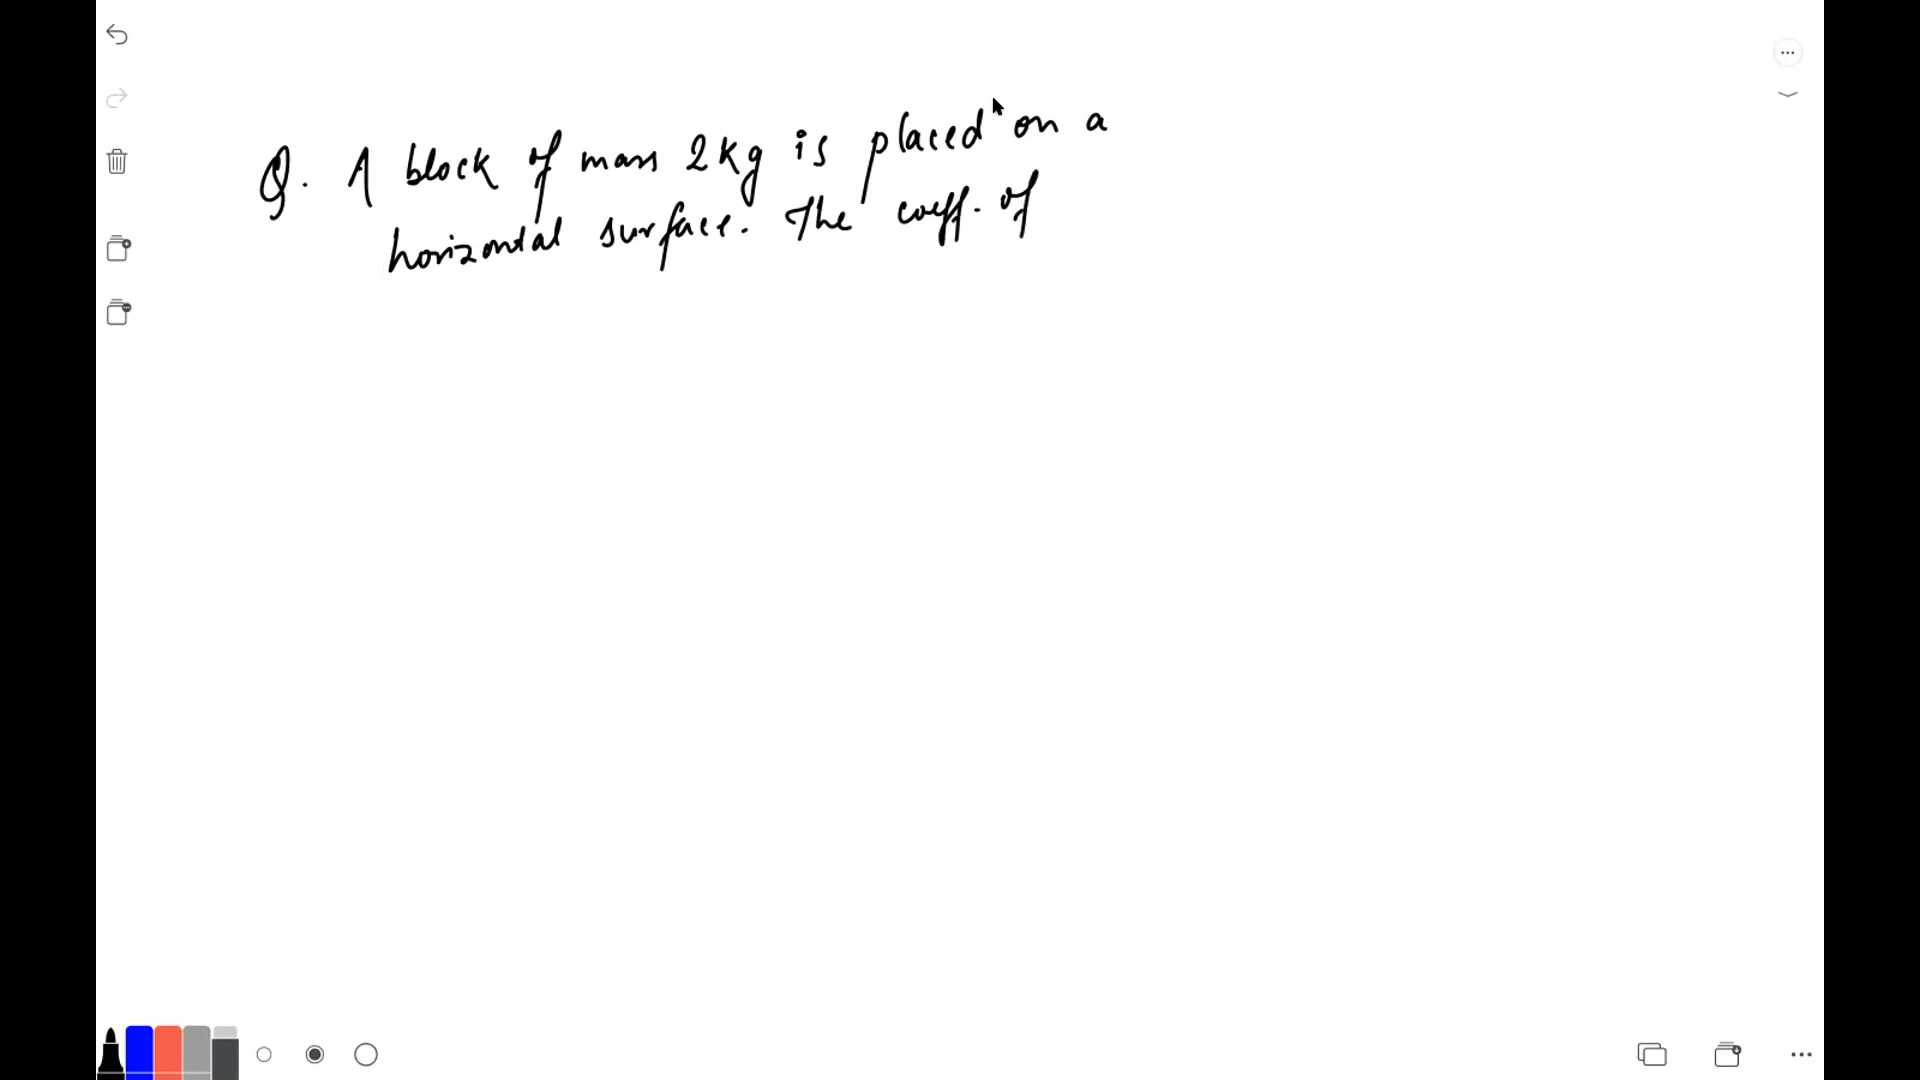 Q. A block of mass 2kg is placed on a
horizontal surface. The coeff. of